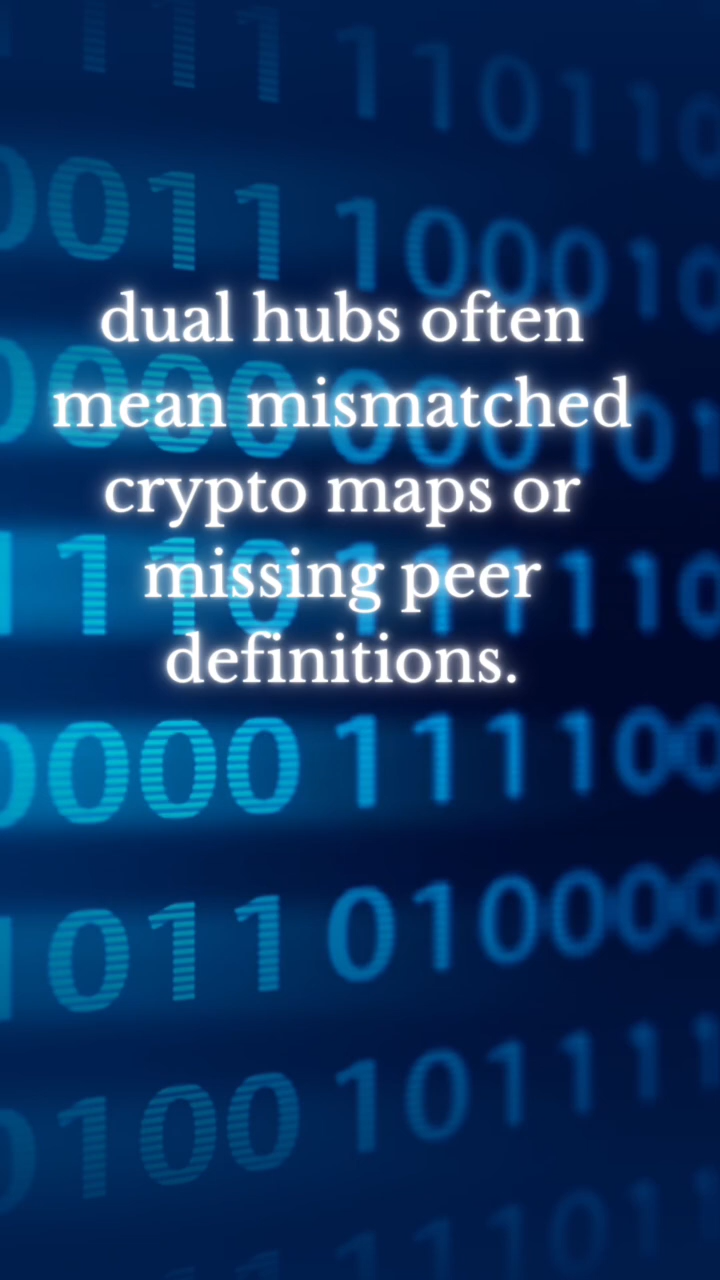 dual hubs often
mean mismatched
crypto maps or
missing peer
definitions.